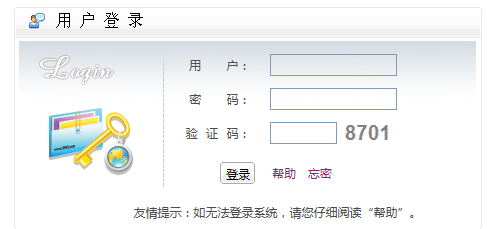 用户登录
Login
用 户：
密 码：
验 证 码： 8701
登录 帮助 忘密
友情提示：如无法登录系统，请您仔细阅读“帮助”。